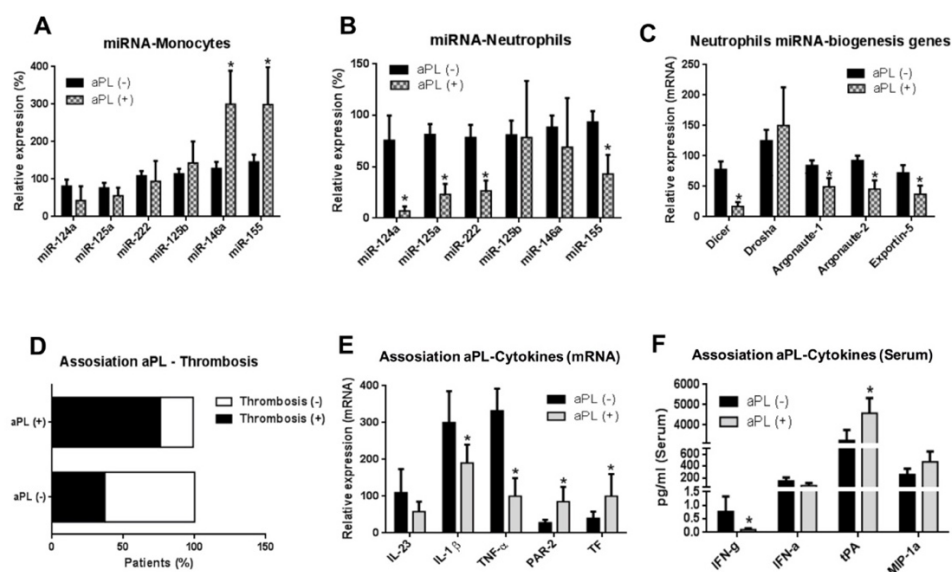 A
miRNA-Monocytes
Relative expression (%)
400
300
200
100
0
aPL (-)
aPL (+)
*
*
miR-124a
miR-125a
miR-222
miR-125b
miR-146a
miR-155
B
miRNA-Neutrophils
Relative expression (%)
200
150
100
50
0
aPL (-)
aPL (+)
*
*
*
*
miR-124a
miR-125a
miR-222
miR-125b
miR-146a
miR-155
C
Neutrophils miRNA-biogenesis genes
Relative expression (mRNA)
250
200
150
100
50
0
aPL (-)
aPL (+)
*
*
*
*
Dicer
Drosha
Argonaute-1
Argonaute-2
Exportin-5
D
Assosiation aPL - Thrombosis
aPL (+)
aPL (-)
Thrombosis (-)
Thrombosis (+)
0
50
100
150
Patients (%)
E
Assosiation aPL-Cytokines (mRNA)
Relative expression (mRNA)
400
300
200
100
0
aPL (-)
aPL (+)
*
*
*
*
IL-23
IL-1 β
TNF-α
PAR-2
TF
F
Assosiation aPL-Cytokines (Serum)
pg/ml (Serum)
6000
5000
4000
3000
2000
600
400
200
0
1.5
1.0
0.5
0.0
aPL (-)
aPL (+)
*
*
IFN-g
IFN-a
tPA
MIP-1a